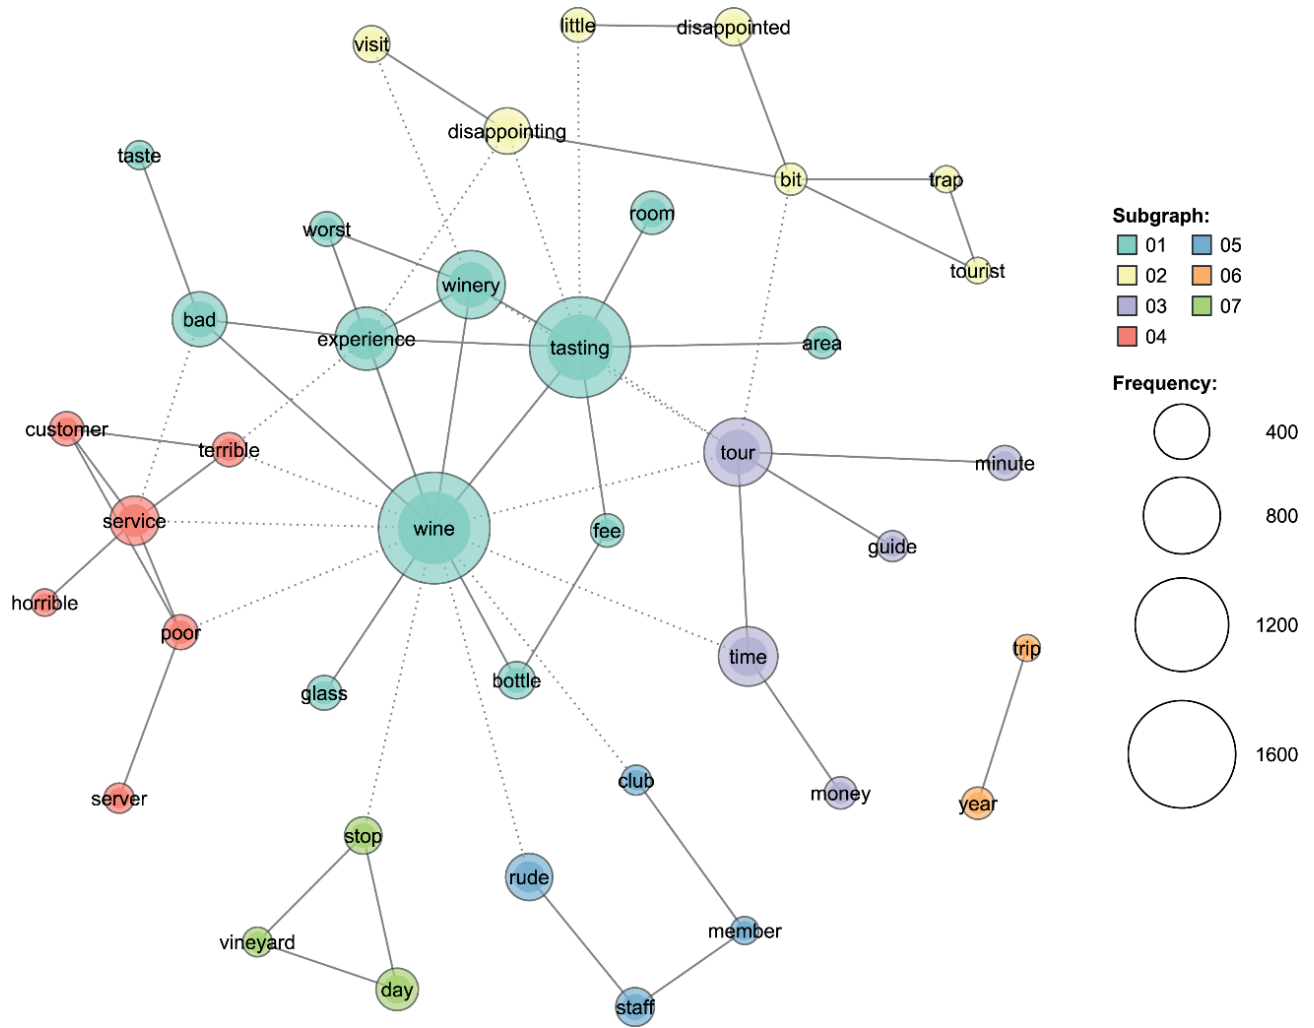 little
disappointed
visit
disappointing
taste
bit
trap
room
worst
tourist
winery
bad
experience
tasting
area
customer
terrible
tour
minute
service
wine
fee
guide
horrible
poor
trip
time
bottle
glass
club
money
server
year
stop
rude
member
vineyard
day
staff
Subgraph:
01 05
02 06
03 07
04
Frequency:
400
800
1200
1600